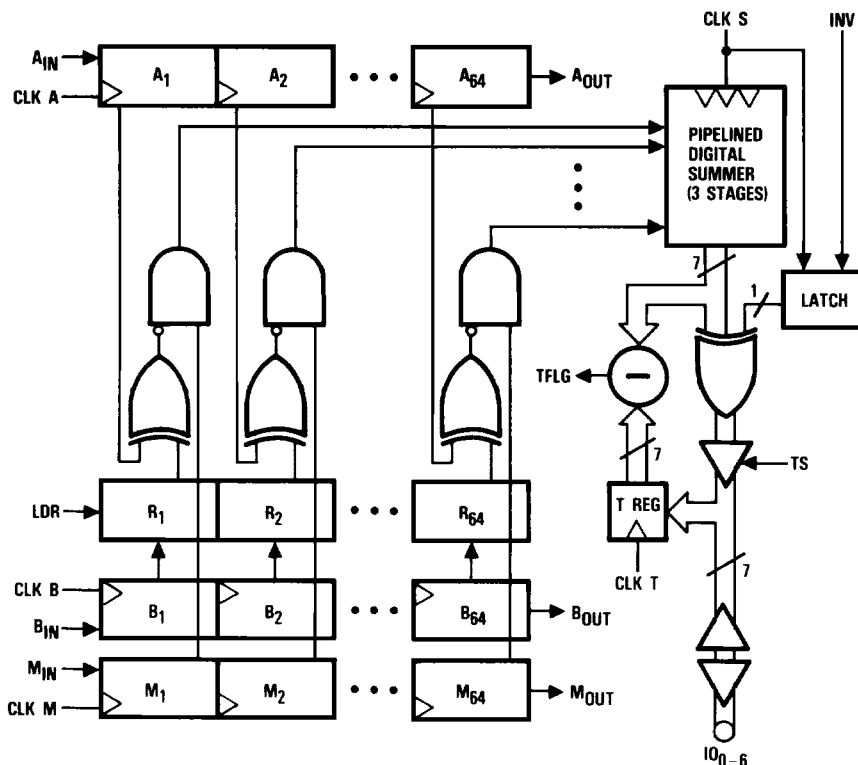 CLK S
INV
A_IN
A_1
A_2
A_64
A_OUT
CLK A
PIPELINED
DIGITAL
SUMMER
(3 STAGES)
7
1
LATCH
TFLG
−
7
TS
LDR
R_1
R_2
R_64
T REG
CLK T
7
CLK B
B_IN
B_1
B_2
B_64
B_OUT
M_IN
CLK M
M_1
M_2
M_64
M_OUT
IO_0–6